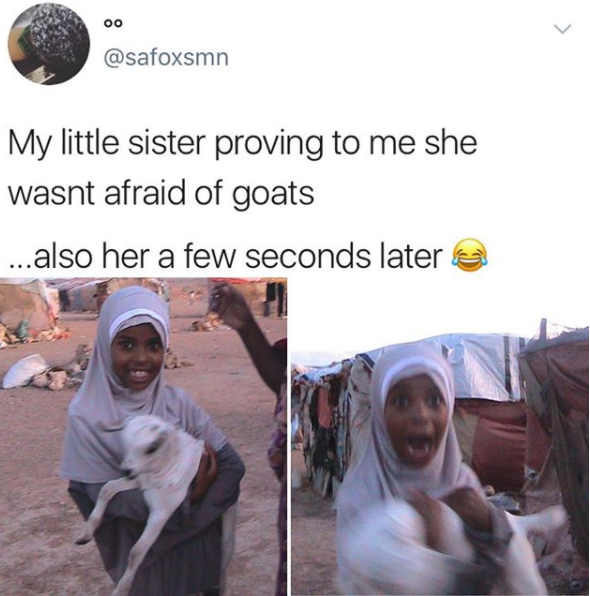 oo
@safoxsmn
My little sister proving to me she
wasnt afraid of goats
...also her a few seconds later 😂